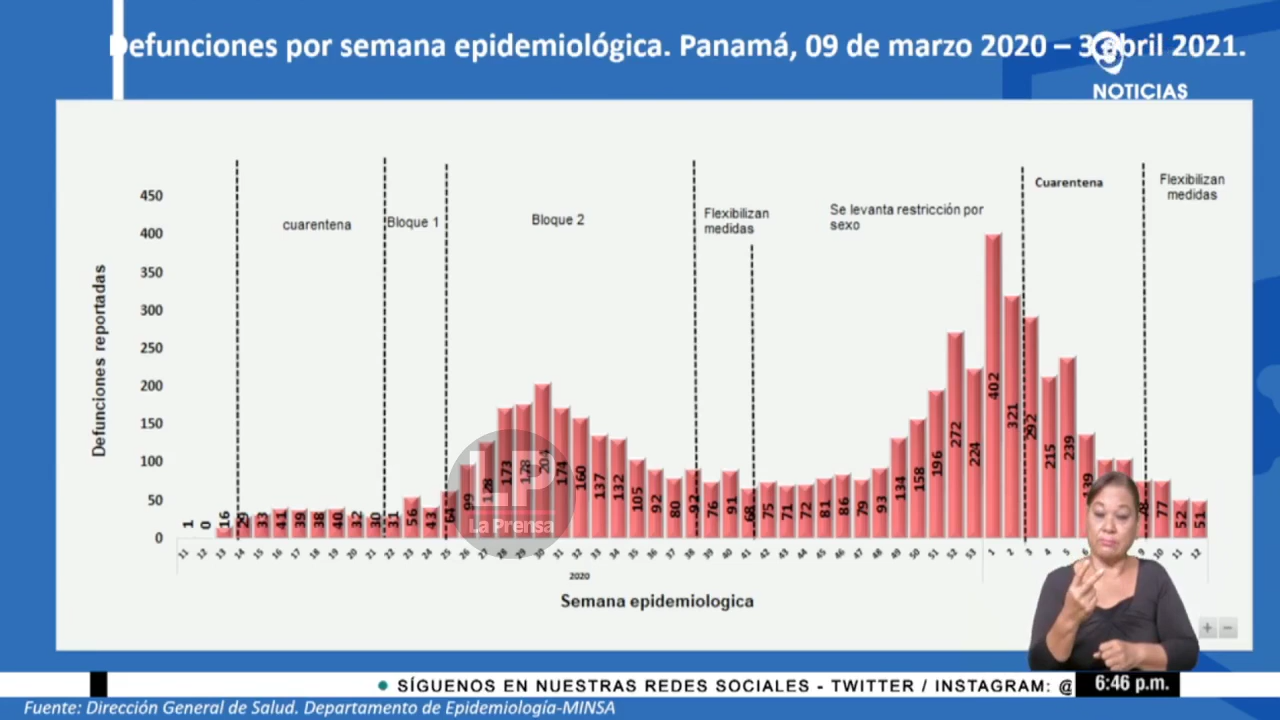 Defunciones por semana epidemiológica. Panamá, 09 de marzo 2020 – 3 abril 2021.
NOTICIAS
Defunciones reportadas
450
400
350
300
250
200
150
100
50
0
cuarentena
Bloque 1
Bloque 2
Flexibilizan
medidas
Se levanta restricción por
sexo
Cuarentena
Flexibilizan
medidas
1 0 16 29 33 41 39 38 40 32 30 31 56 43 64 99 128 173 178 204 174 160 137 132 105 92 80 92 76 91 68 75 71 72 81 86 79 93 134 158 196 272 224 402 321 292 215 239 139 77 52 51
LP
La Prensa
11 12 13 14 15 16 17 18 19 20 21 22 23 24 25 26 27 28 29 30 31 32 33 34 35 36 37 38 39 40 41 42 43 44 45 46 47 48 49 50 51 52 53 1 2 3 4 5 6 9 10 11 12
2020
Semana epidemiologica
+ −
SÍGUENOS EN NUESTRAS REDES SOCIALES - TWITTER / INSTAGRAM: @
6:46 p.m.
Fuente: Dirección General de Salud. Departamento de Epidemiología-MINSA